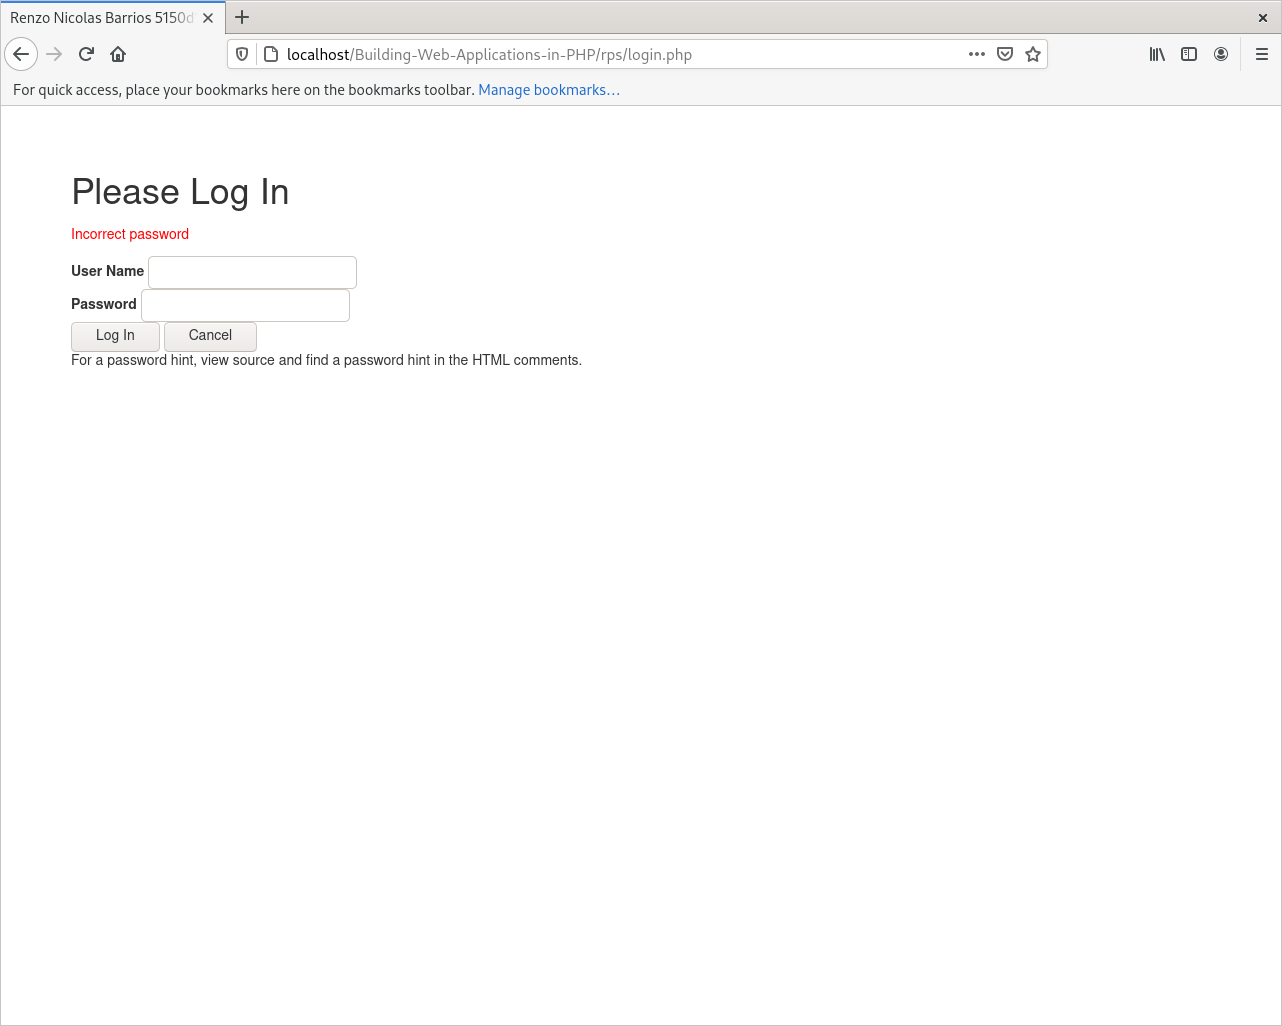 Renzo Nicolas Barrios 5150d
localhost/Building-Web-Applications-in-PHP/rps/login.php
For quick access, place your bookmarks here on the bookmarks toolbar. Manage bookmarks…
Please Log In
Incorrect password
User Name
Password
Log In Cancel
For a password hint, view source and find a password hint in the HTML comments.